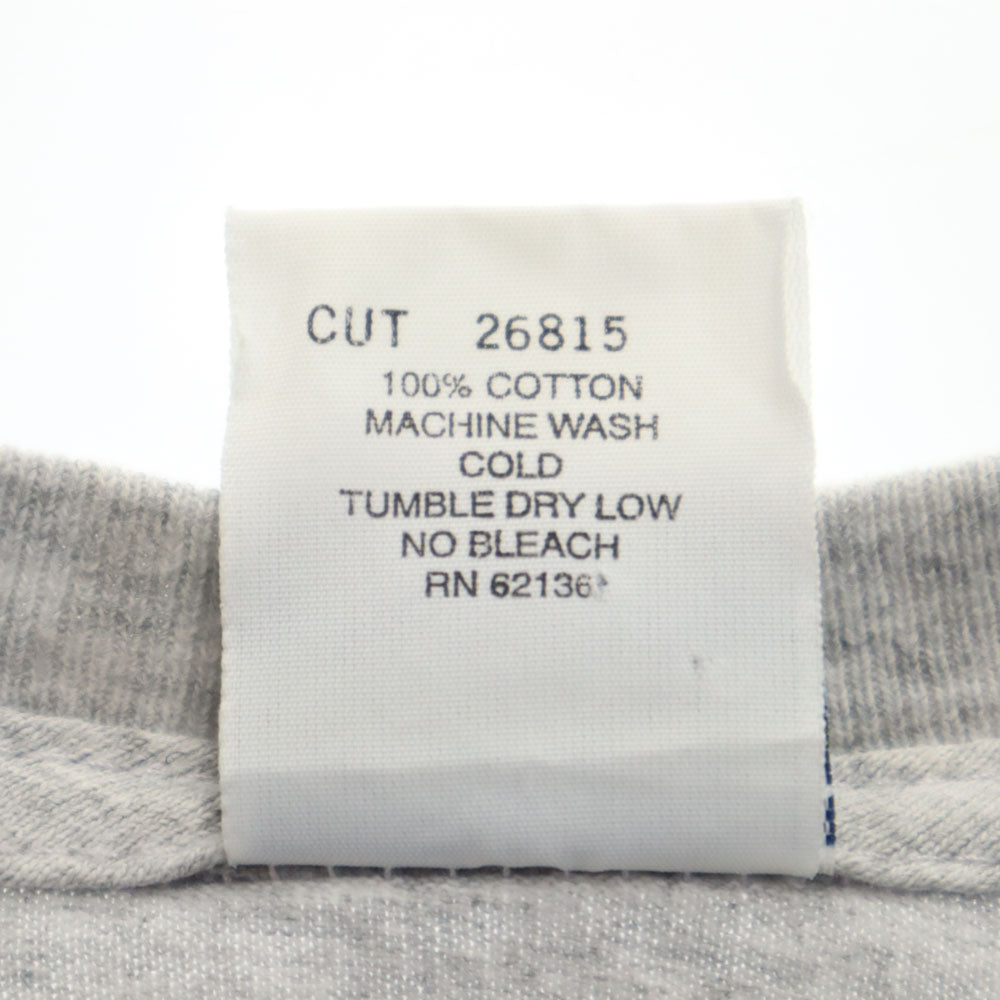 CUT 26815
100% COTTON
MACHINE WASH
COLD
TUMBLE DRY LOW
NO BLEACH
RN 62136